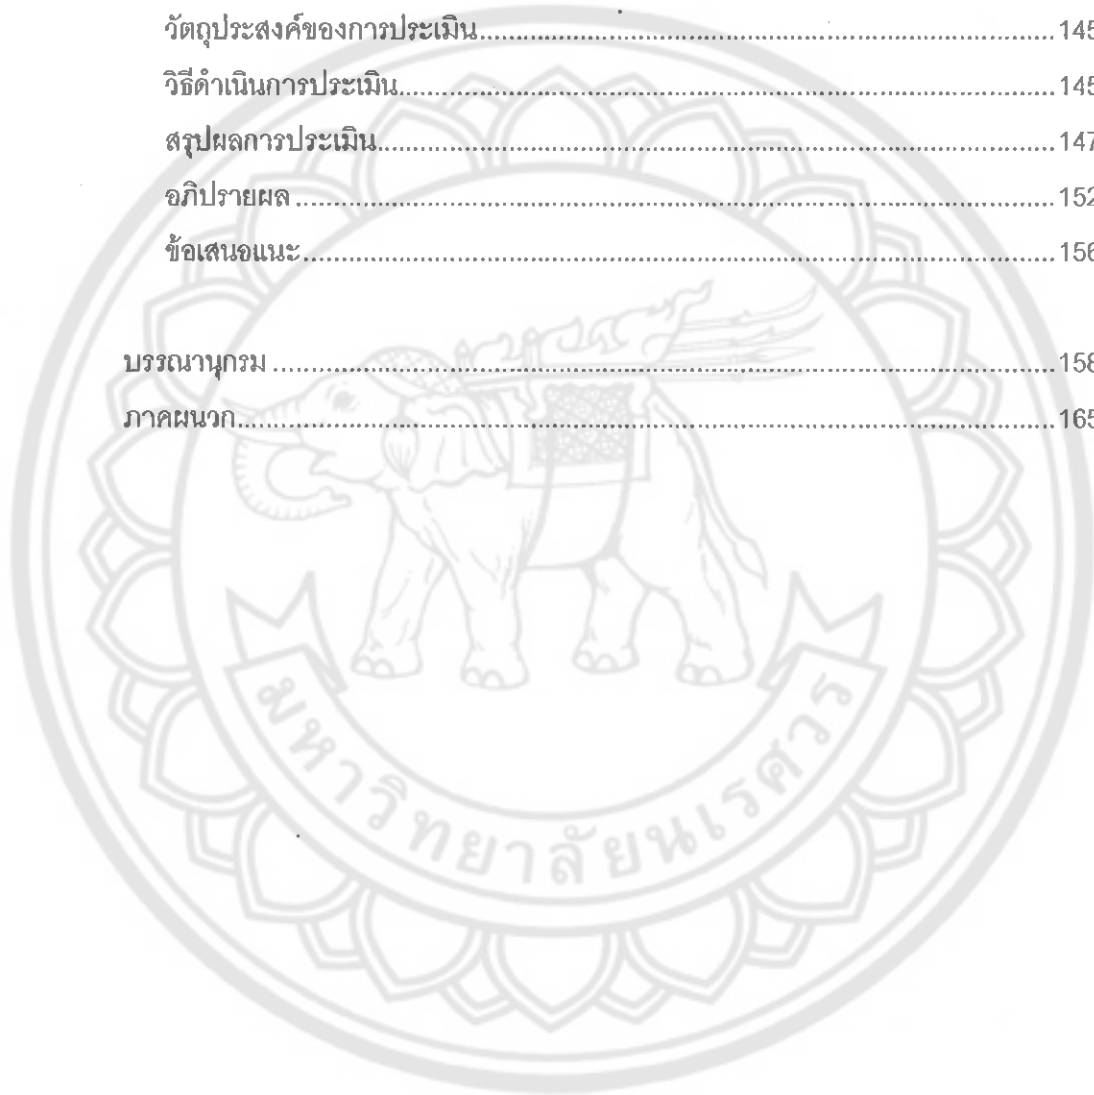 วัตถุประสงค์ของการประเมิน.....................................................................................145
วิธีดำเนินการประเมิน................................................................................................145
สรุปผลการประเมิน....................................................................................................147
อภิปรายผล................................................................................................................152
ข้อเสนอแนะ...............................................................................................................156
บรรณานุกรม.....................................................................................................................158
ภาคผนวก...........................................................................................................................165
มหาวิทยาลัยนเรศวร